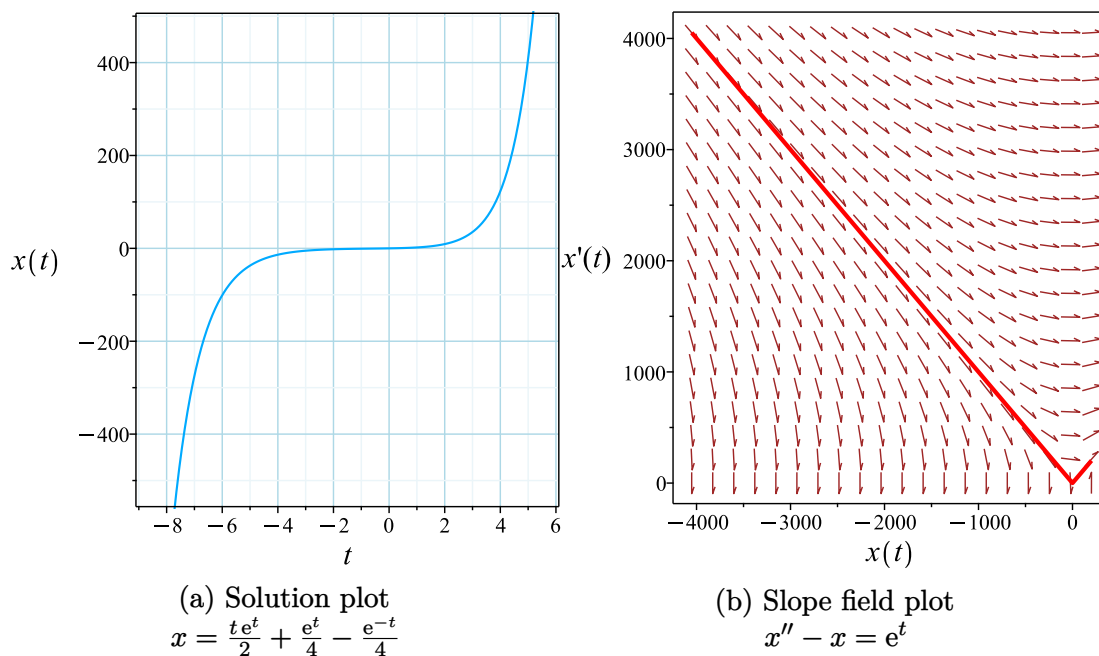 400
200
0
−200
−400
x(t)
−8 −6 −4 −2 0 2 4 6
t
(a) Solution plot
x = t e^t/2 + e^t/4 − e^−t/4
4000
3000
2000
1000
0
x'(t)
−4000 −3000 −2000 −1000 0
x(t)
(b) Slope field plot
x'' − x = e^t